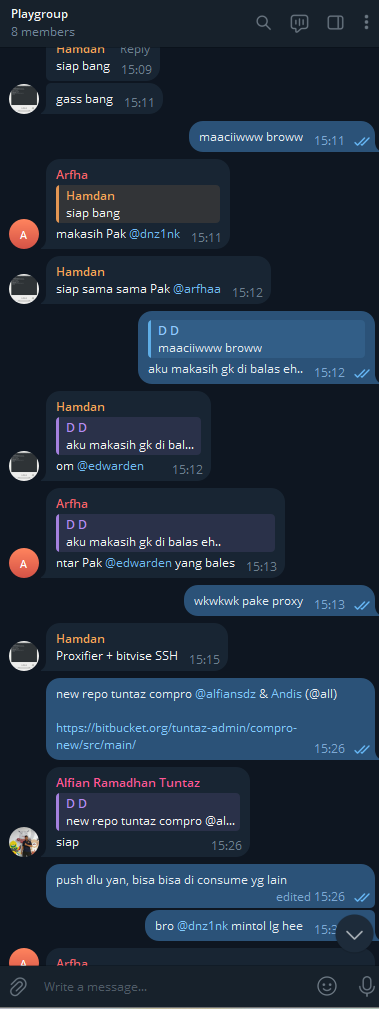 Playgroup
8 members
Hamdan Reply
siap bang
15:09
gass bang 15:11
maaciiwww broww 15:11
Arfha
Hamdan
siap bang
A
makasih Pak @dnz1nk 15:11
Hamdan
siap sama sama Pak @arfhaa 15:12
D D
maaciiwww broww
aku makasih gk di balas eh.. 15:12
Hamdan
D D
aku makasih gk di bal...
om @edwarden 15:12
Arfha
D D
aku makasih gk di balas eh..
A
ntar Pak @edwarden yang bales 15:13
wkwkwk pake proxy 15:13
Hamdan
Proxifier + bitvise SSH 15:15
new repo tuntaz compro @alfiansdz & Andis (@all)
https://bitbucket.org/tuntaz-admin/compro-
new/src/main/
15:26
Alfian Ramadhan Tuntaz
D D
new repo tuntaz compro @al...
siap 15:26
push dlu yan, bisa bisa di consume yg lain
edited 15:26
bro @dnz1nk mintol lg hee
A
Arfha
Write a message...